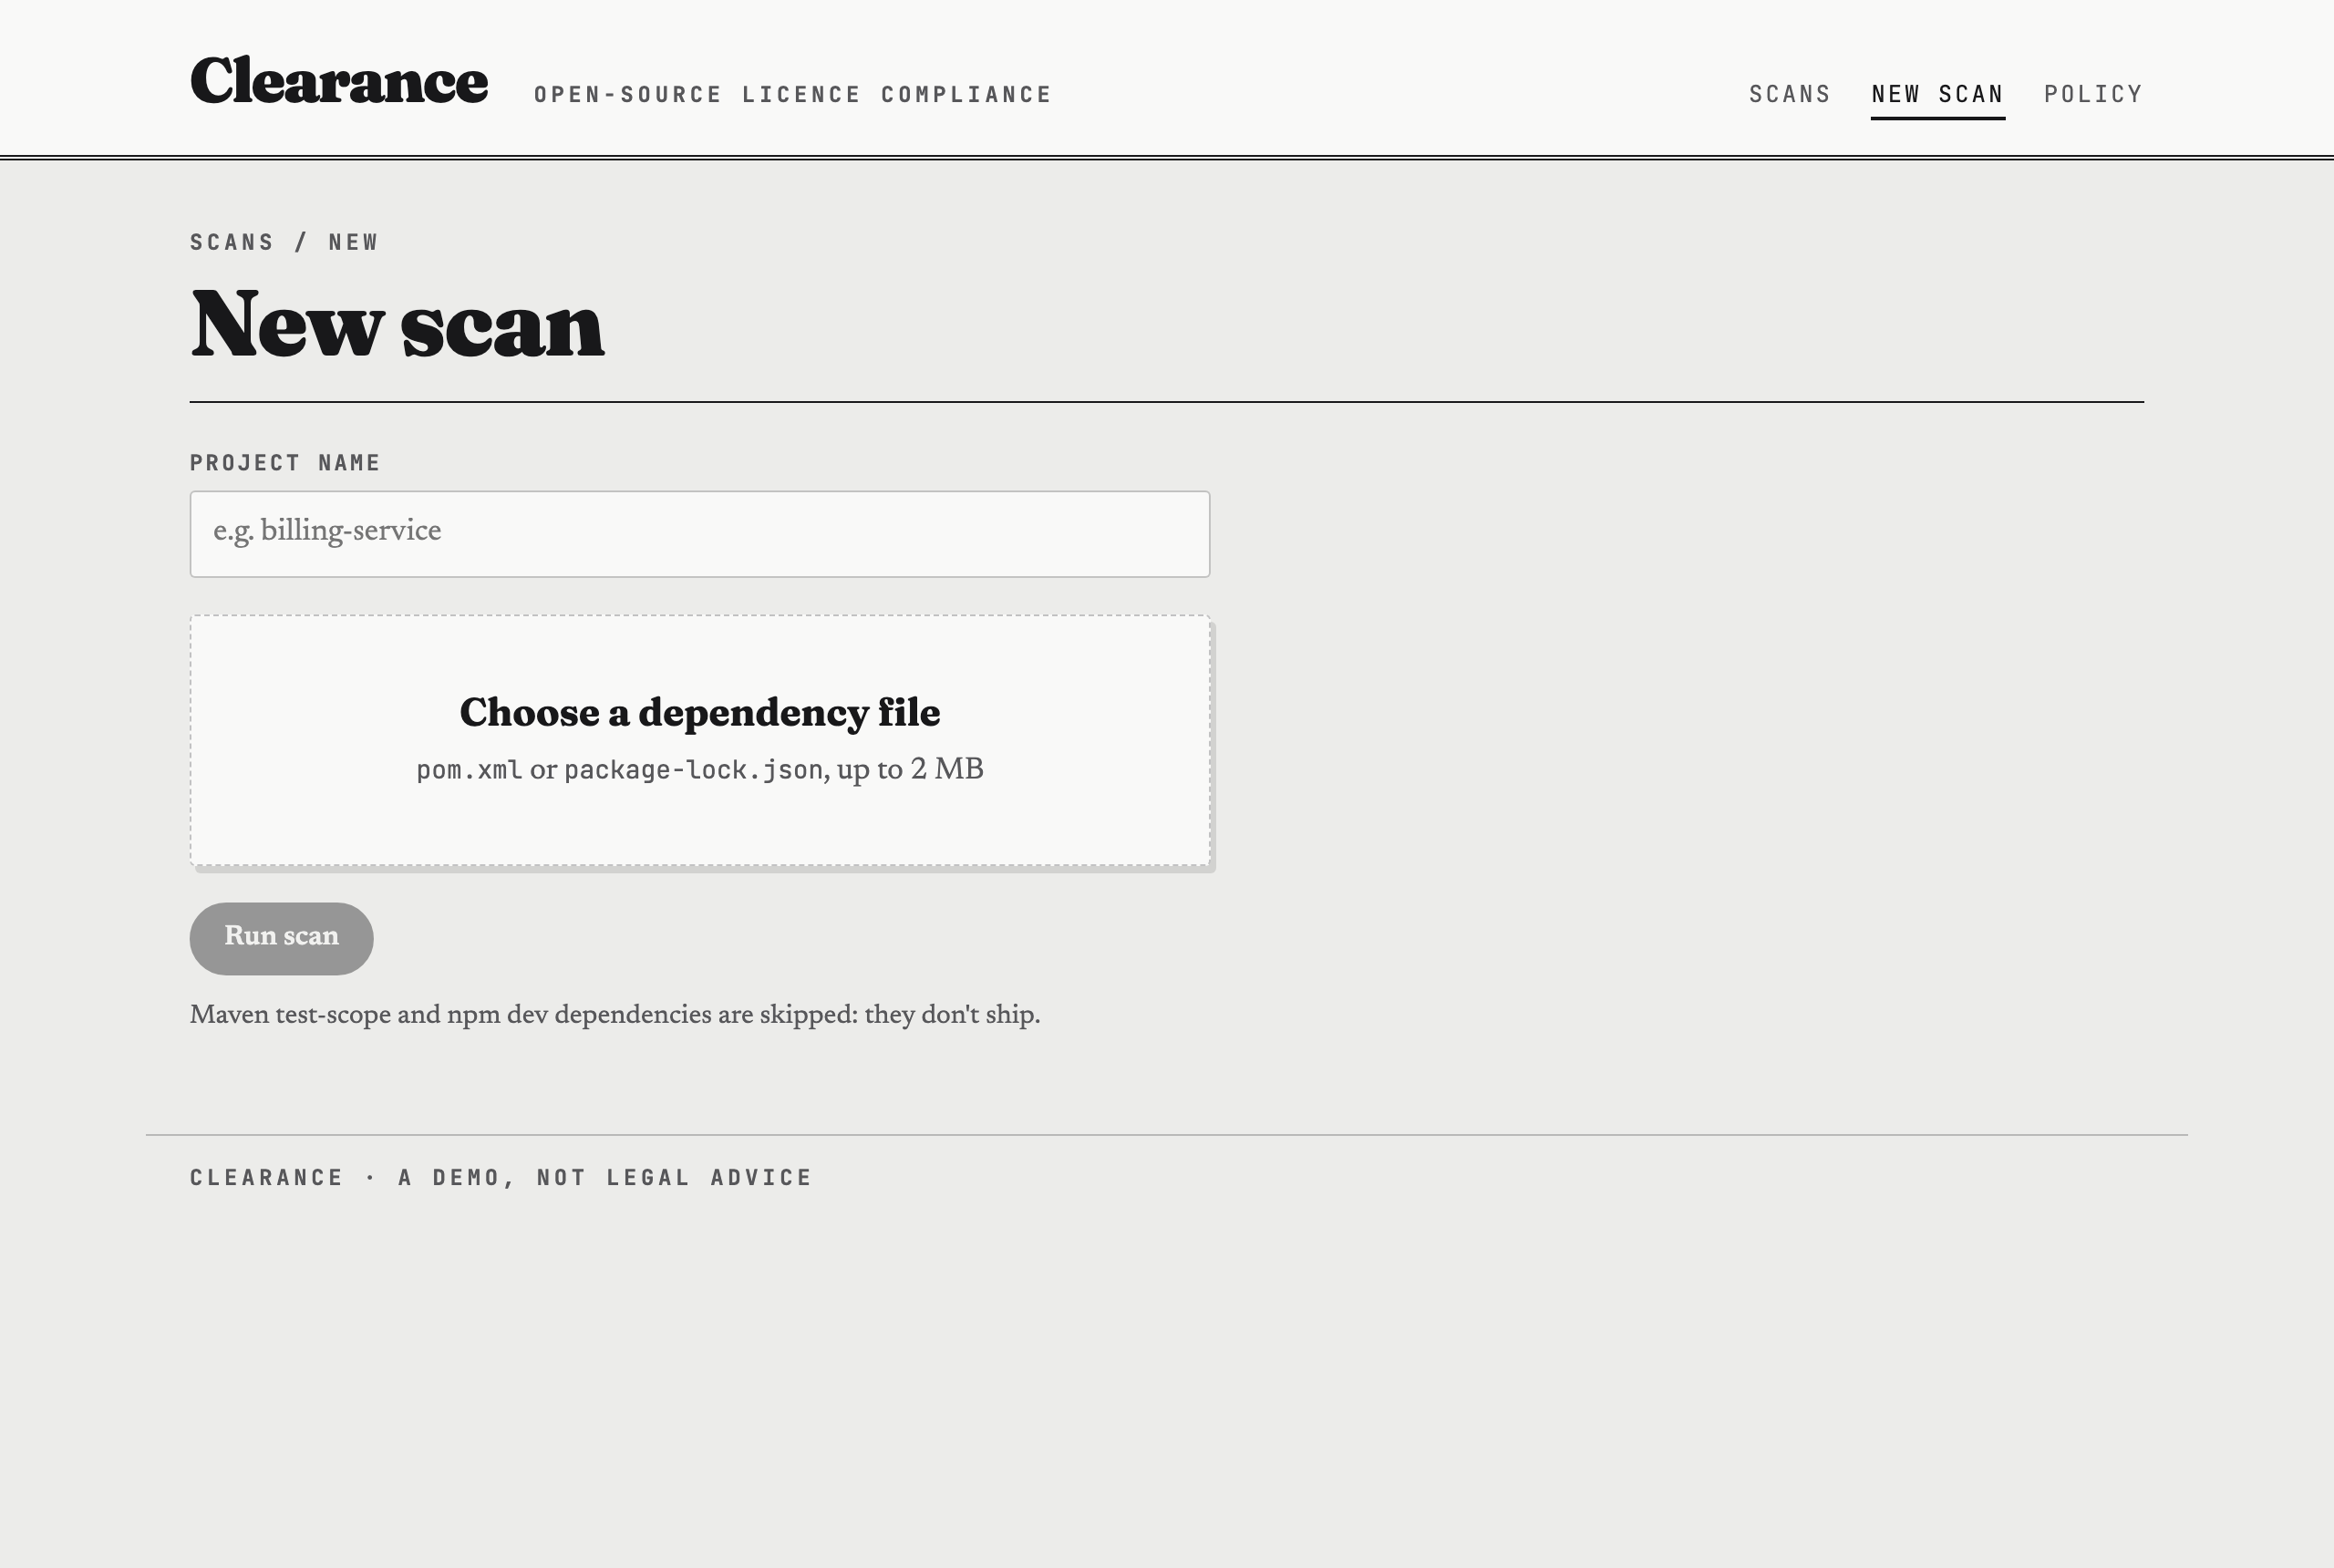 Clearance
OPEN-SOURCE LICENCE COMPLIANCE
SCANS
NEW SCAN
POLICY
SCANS / NEW
New scan
PROJECT NAME
e.g. billing-service
Choose a dependency file
pom.xml or package-lock.json, up to 2 MB
Run scan
Maven test-scope and npm dev dependencies are skipped: they don't ship.
CLEARANCE · A DEMO, NOT LEGAL ADVICE